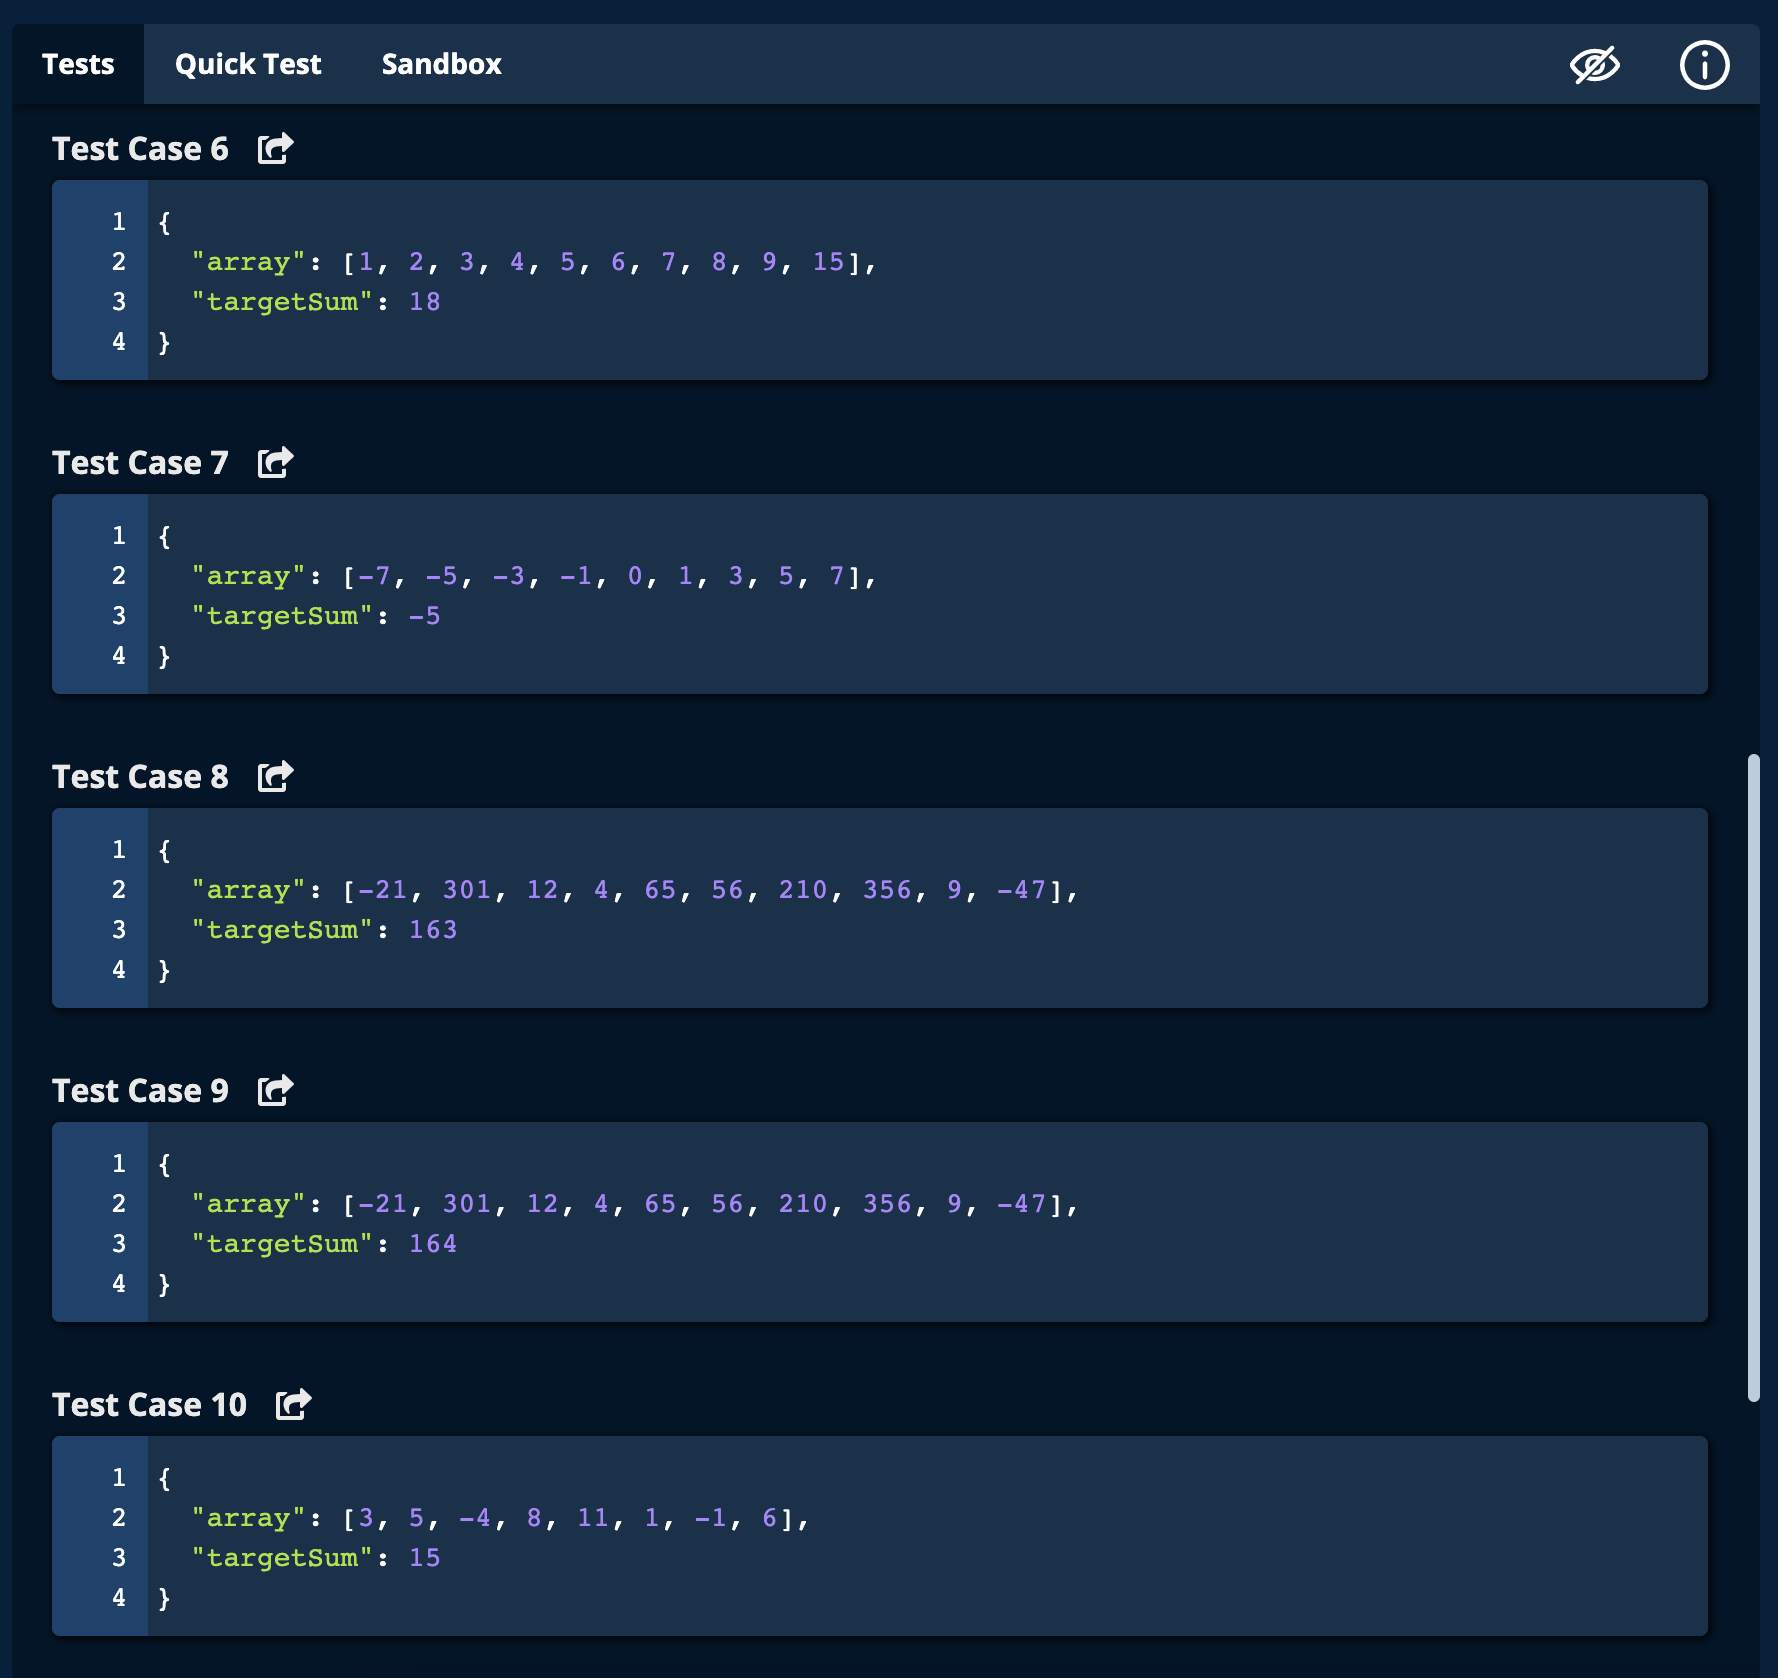 Tests Quick Test Sandbox
Test Case 6
1 {
2   "array": [1, 2, 3, 4, 5, 6, 7, 8, 9, 15],
3   "targetSum": 18
4 }
Test Case 7
1 {
2   "array": [-7, -5, -3, -1, 0, 1, 3, 5, 7],
3   "targetSum": -5
4 }
Test Case 8
1 {
2   "array": [-21, 301, 12, 4, 65, 56, 210, 356, 9, -47],
3   "targetSum": 163
4 }
Test Case 9
1 {
2   "array": [-21, 301, 12, 4, 65, 56, 210, 356, 9, -47],
3   "targetSum": 164
4 }
Test Case 10
1 {
2   "array": [3, 5, -4, 8, 11, 1, -1, 6],
3   "targetSum": 15
4 }